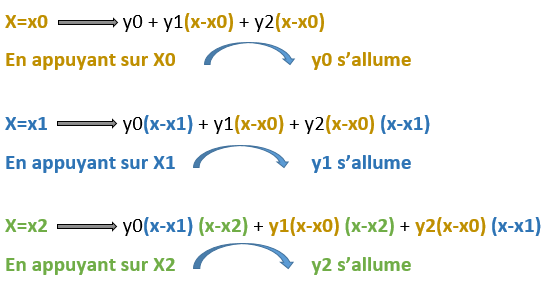 X=x0 y0 + y1(x-x0) + y2(x-x0)
En appuyant sur X0 y0 s’allume
X=x1 y0(x-x1) + y1(x-x0) + y2(x-x0) (x-x1)
En appuyant sur X1 y1 s’allume
X=x2 y0(x-x1) (x-x2) + y1(x-x0) (x-x2) + y2(x-x0) (x-x1)
En appuyant sur X2 y2 s’allume